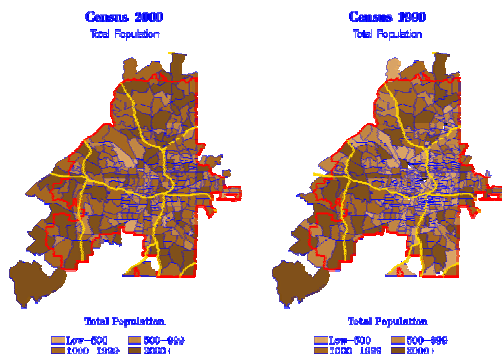 Census 2000
Total Population
Census 1990
Total Population
Total Population
Low-500
500-999
1000-1999
2000+
Total Population
Low-500
500-999
1000-1999
2000+